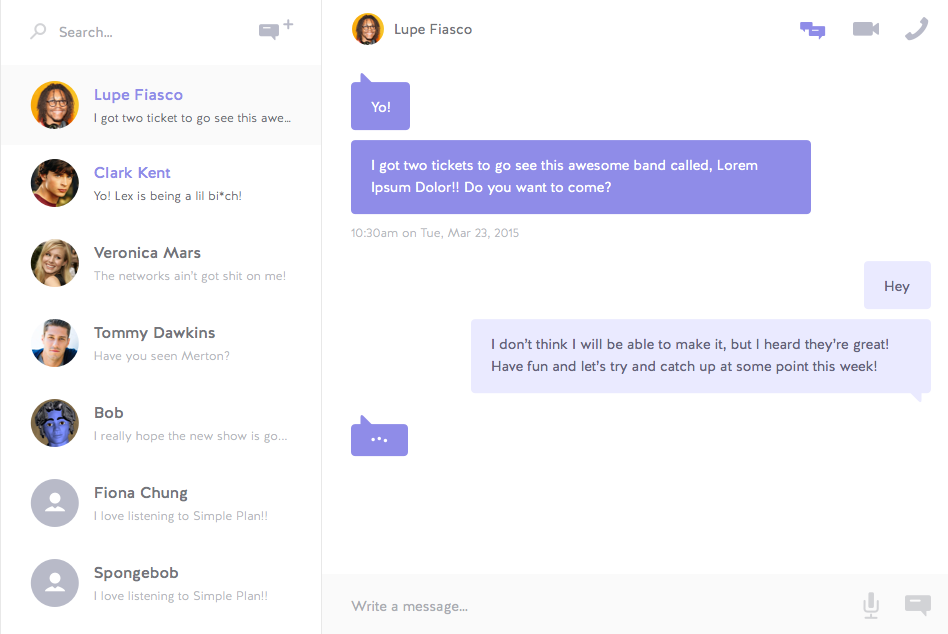 Search...
Lupe Fiasco
I got two ticket to go see this awe...
Clark Kent
Yo! Lex is being a lil bi*ch!
Veronica Mars
The networks ain't got shit on me!
Tommy Dawkins
Have you seen Merton?
Bob
I really hope the new show is go...
Fiona Chung
I love listening to Simple Plan!!
Spongebob
I love listening to Simple Plan!!
Lupe Fiasco
Yo!
I got two tickets to go see this awesome band called, Lorem
Ipsum Dolor!! Do you want to come?
10:30am on Tue, Mar 23, 2015
Hey
I don't think I will be able to make it, but I heard they're great!
Have fun and let's try and catch up at some point this week!
...
Write a message...